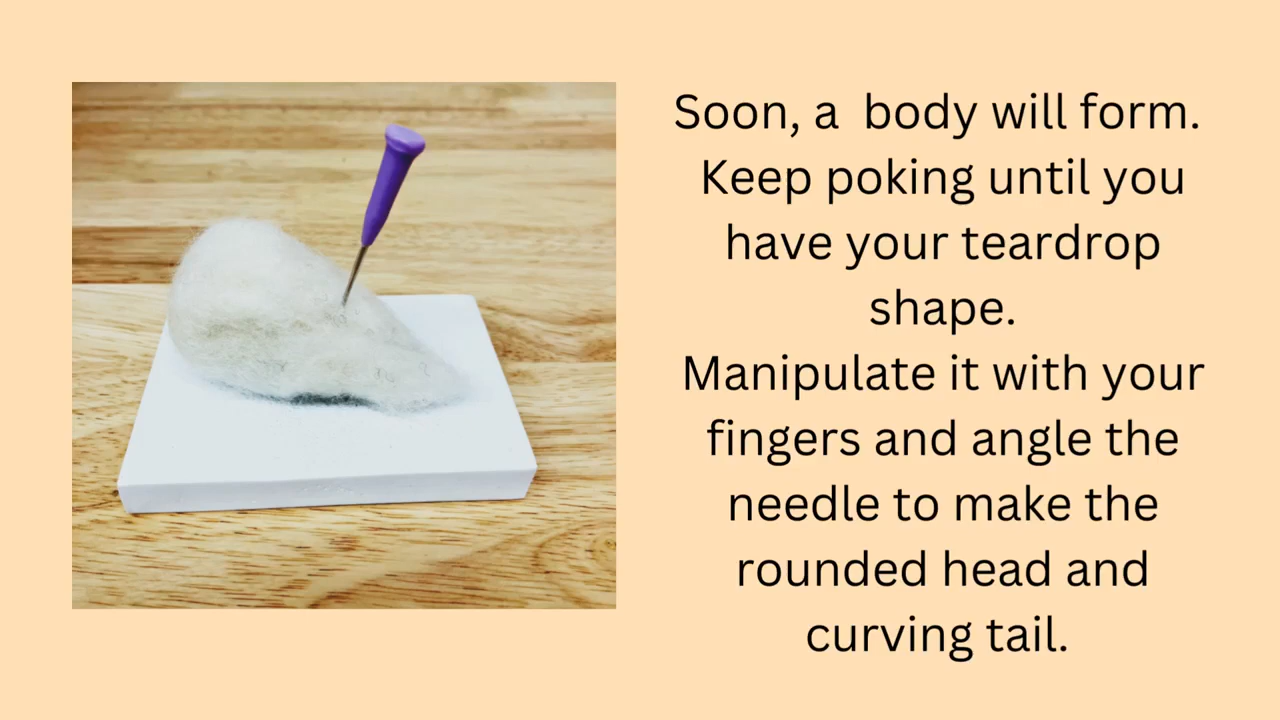 Soon, a  body will form.
Keep poking until you
have your teardrop
shape.
Manipulate it with your
fingers and angle the
needle to make the
rounded head and
curving tail.